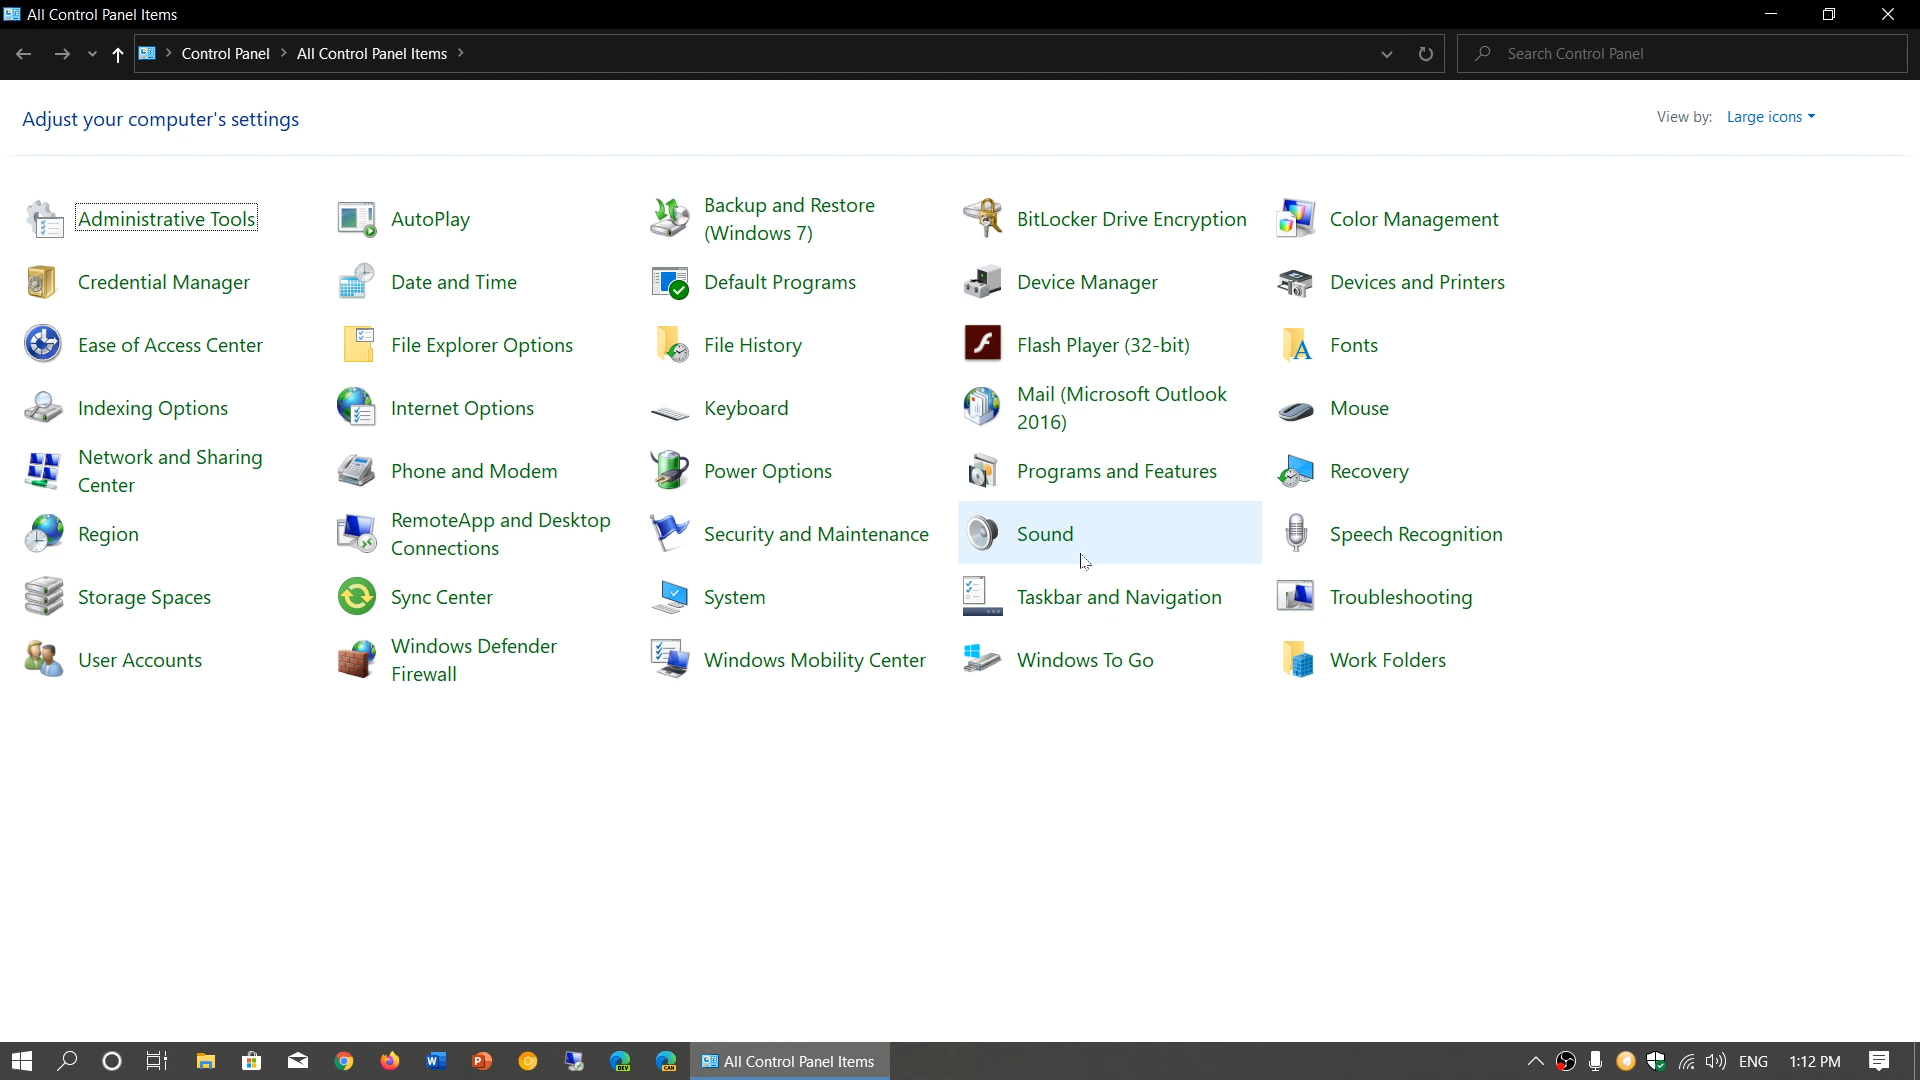 All Control Panel Items
Control Panel
All Control Panel Items
Search Control Panel
Adjust your computer's settings
View by:
Large icons
Administrative Tools
AutoPlay
Backup and Restore
(Windows 7)
BitLocker Drive Encryption
Color Management
Credential Manager
Date and Time
Default Programs
Device Manager
Devices and Printers
Ease of Access Center
File Explorer Options
File History
Flash Player (32-bit)
Fonts
Indexing Options
Internet Options
Keyboard
Mail (Microsoft Outlook
2016)
Mouse
Network and Sharing
Center
Phone and Modem
Power Options
Programs and Features
Recovery
Region
RemoteApp and Desktop
Connections
Security and Maintenance
Sound
Speech Recognition
Storage Spaces
Sync Center
System
Taskbar and Navigation
Troubleshooting
User Accounts
Windows Defender
Firewall
Windows Mobility Center
Windows To Go
Work Folders
DEV
CAN
All Control Panel Items
ENG
1:12 PM